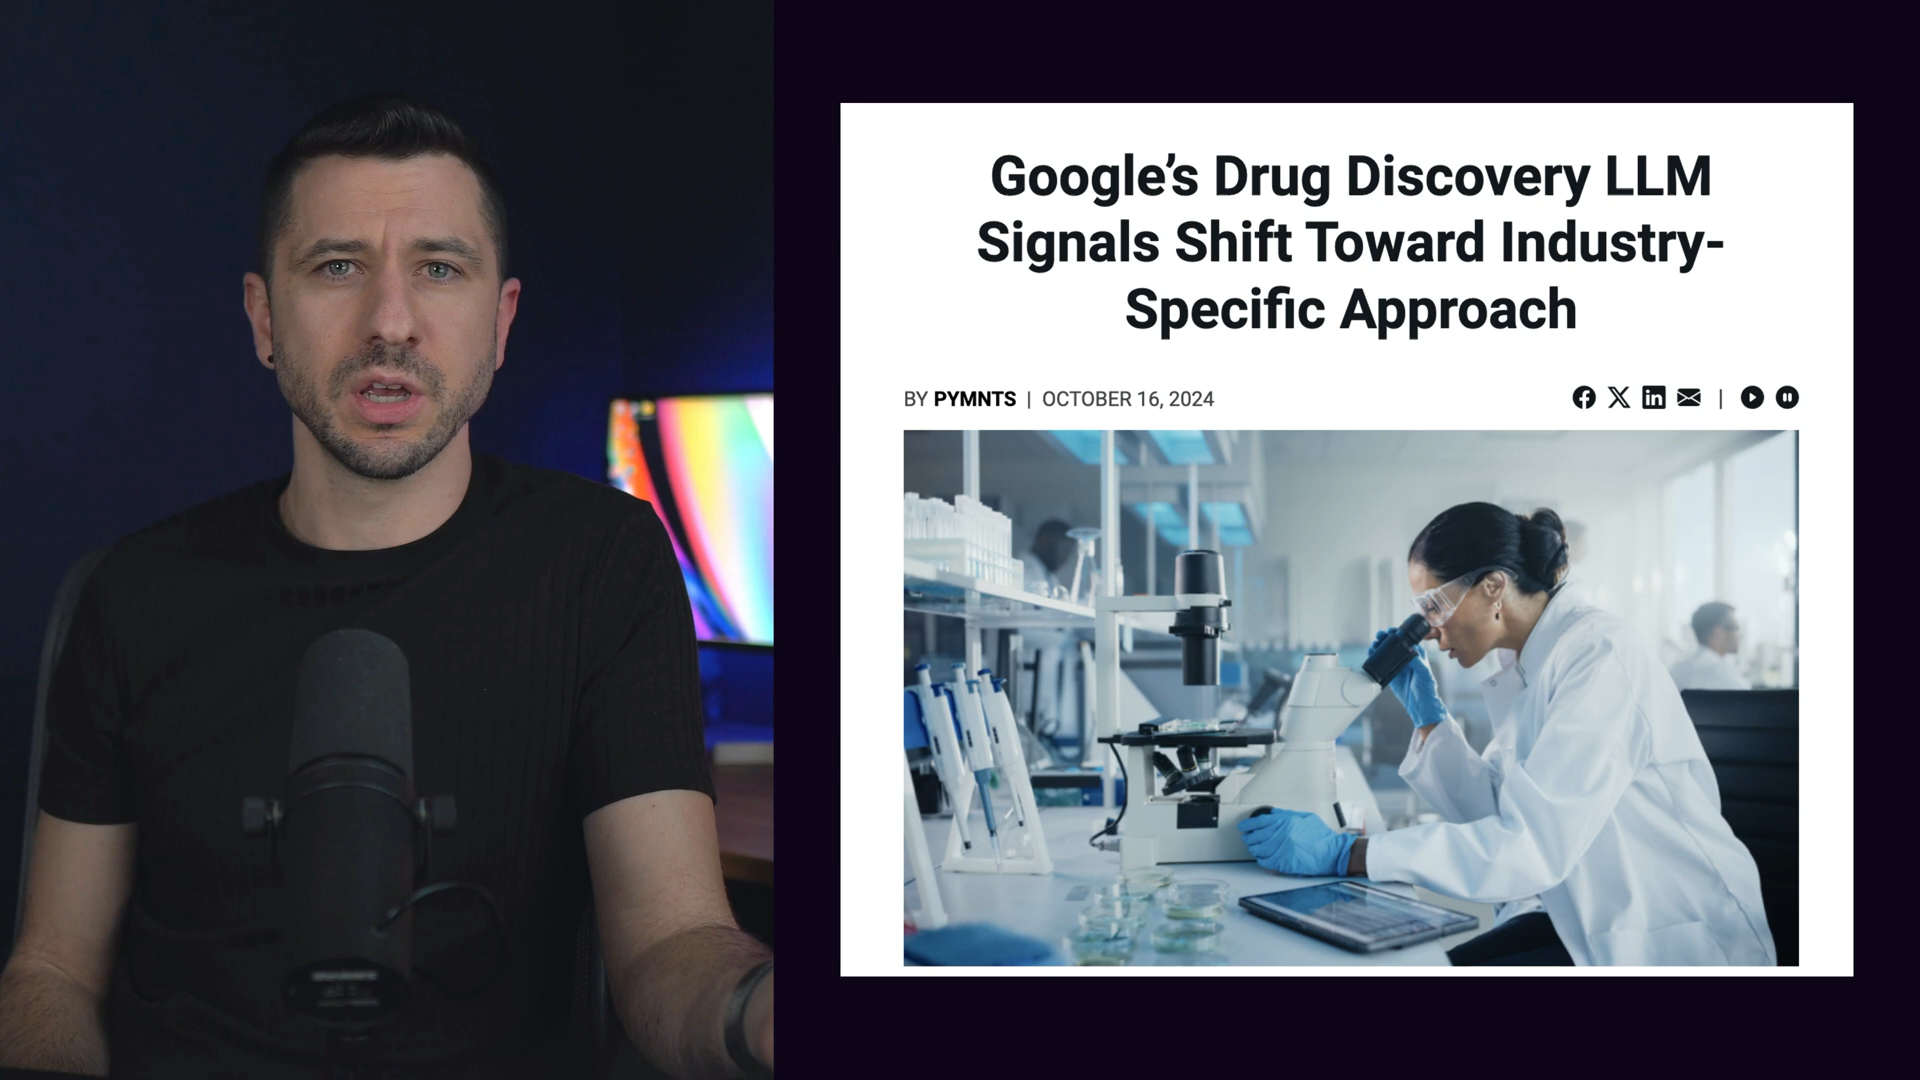 Google’s Drug Discovery LLM
Signals Shift Toward Industry-
Specific Approach
BY PYMNTS | OCTOBER 16, 2024